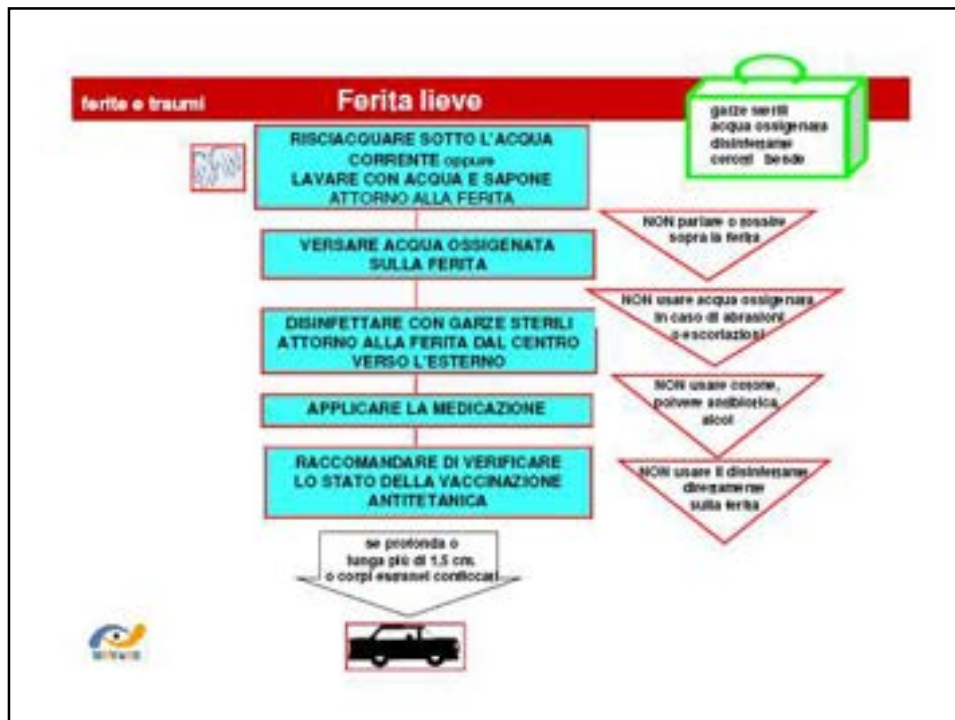 ferite e traumi
Ferita lieve
garze sterili
acqua ossigenata
disinfettante
cerotti bende
RISCIACQUARE SOTTO L'ACQUA
CORRENTE oppure
LAVARE CON ACQUA E SAPONE
ATTORNO ALLA FERITA
NON parlare o tossire
sopra la ferita
VERSARE ACQUA OSSIGENATA
SULLA FERITA
NON usare acqua ossigenata
in caso di abrasioni
o escoriazioni
DISINFETTARE CON GARZE STERILI
ATTORNO ALLA FERITA DAL CENTRO
VERSO L'ESTERNO
NON usare cotone,
polvere antibiotica,
alcol
APPLICARE LA MEDICAZIONE
RACCOMANDARE DI VERIFICARE
LO STATO DELLA VACCINAZIONE
ANTITETANICA
NON usare il disinfettante
direttamente
sulla ferita
se profonda o
lunga più di 1,5 cm.
o corpi estranei conficcati